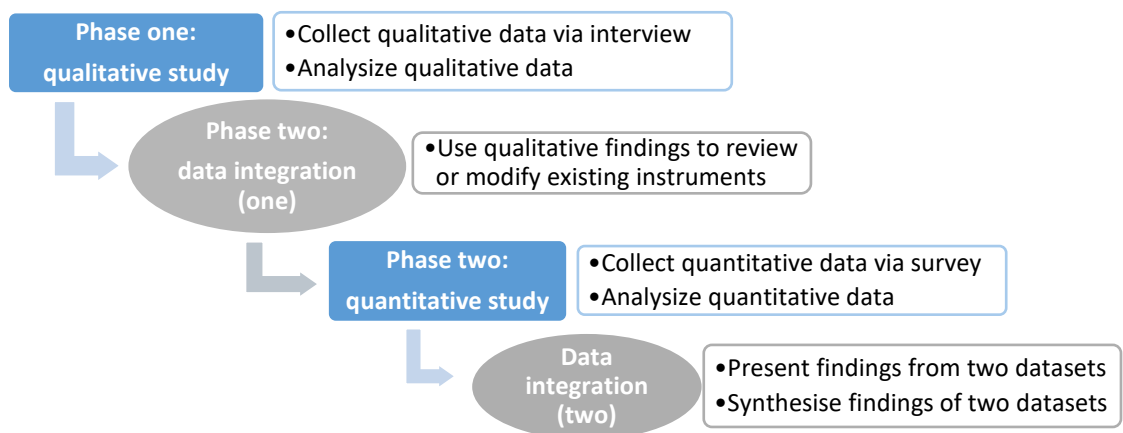 Phase one:
qualitative study
•Collect qualitative data via interview
•Analysize qualitative data
Phase two:
data integration
(one)
•Use qualitative findings to review
or modify existing instruments
Phase two:
quantitative study
•Collect quantitative data via survey
•Analysize quantitative data
Data
integration
(two)
•Present findings from two datasets
•Synthesise findings of two datasets